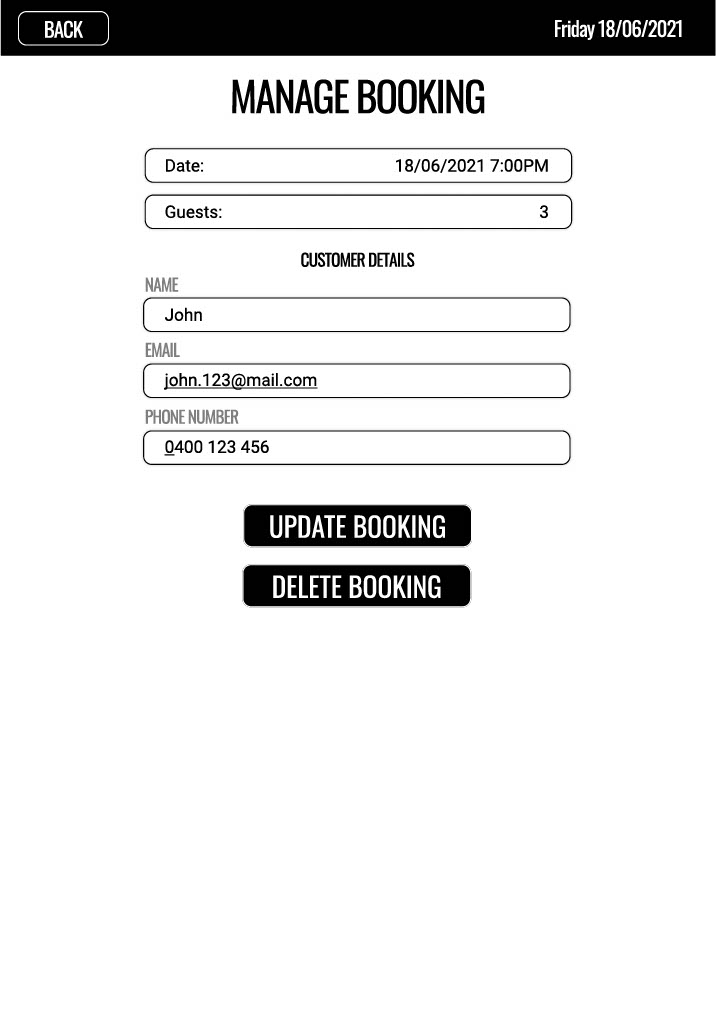 BACK Friday 18/06/2021
MANAGE BOOKING
Date: 18/06/2021 7:00PM
Guests: 3
CUSTOMER DETAILS
NAME
John
EMAIL
john.123@mail.com
PHONE NUMBER
0400 123 456
UPDATE BOOKING
DELETE BOOKING